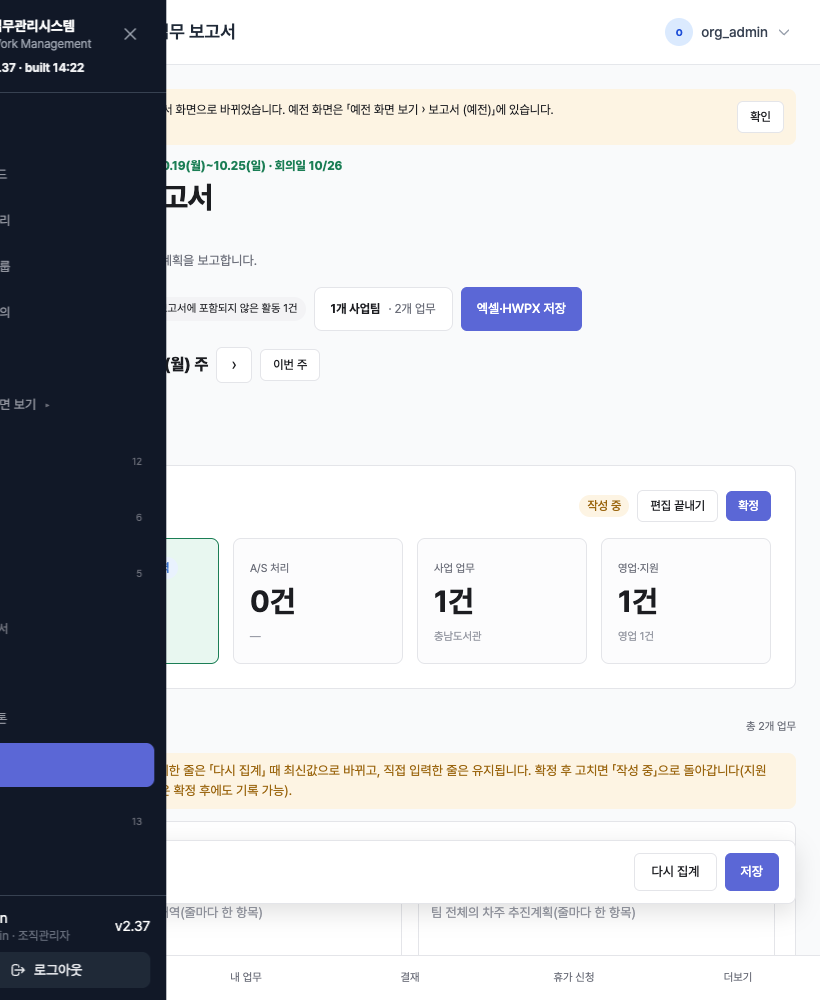 무관리시스템
Work Management
.37 · built 14:22
드
리
룹
의
면 보기 ▸
12
6
5
서
톤
13
n
in · 조직관리자
v2.37
로그아웃
업무 보고서
o
org_admin
서 화면으로 바뀌었습니다. 예전 화면은 「예전 화면 보기 › 보고서 (예전)」에 있습니다.
확인
0.19(월)~10.25(일) · 회의일 10/26
고서
계획을 보고합니다.
고서에 포함되지 않은 활동 1건
1개 사업팀 · 2개 업무
엑셀·HWPX 저장
(월) 주
›
이번 주
작성 중
편집 끝내기
확정
A/S 처리
0건
—
사업 업무
1건
충남도서관
영업·지원
1건
영업 1건
총 2개 업무
한 줄은 「다시 집계」 때 최신값으로 바뀌고, 직접 입력한 줄은 유지됩니다. 확정 후 고치면 「작성 중」으로 돌아갑니다(지원
은 확정 후에도 기록 가능).
다시 집계
저장
역(줄마다 한 항목)
팀 전체의 차주 추진계획(줄마다 한 항목)
내 업무
결재
휴가 신청
더보기